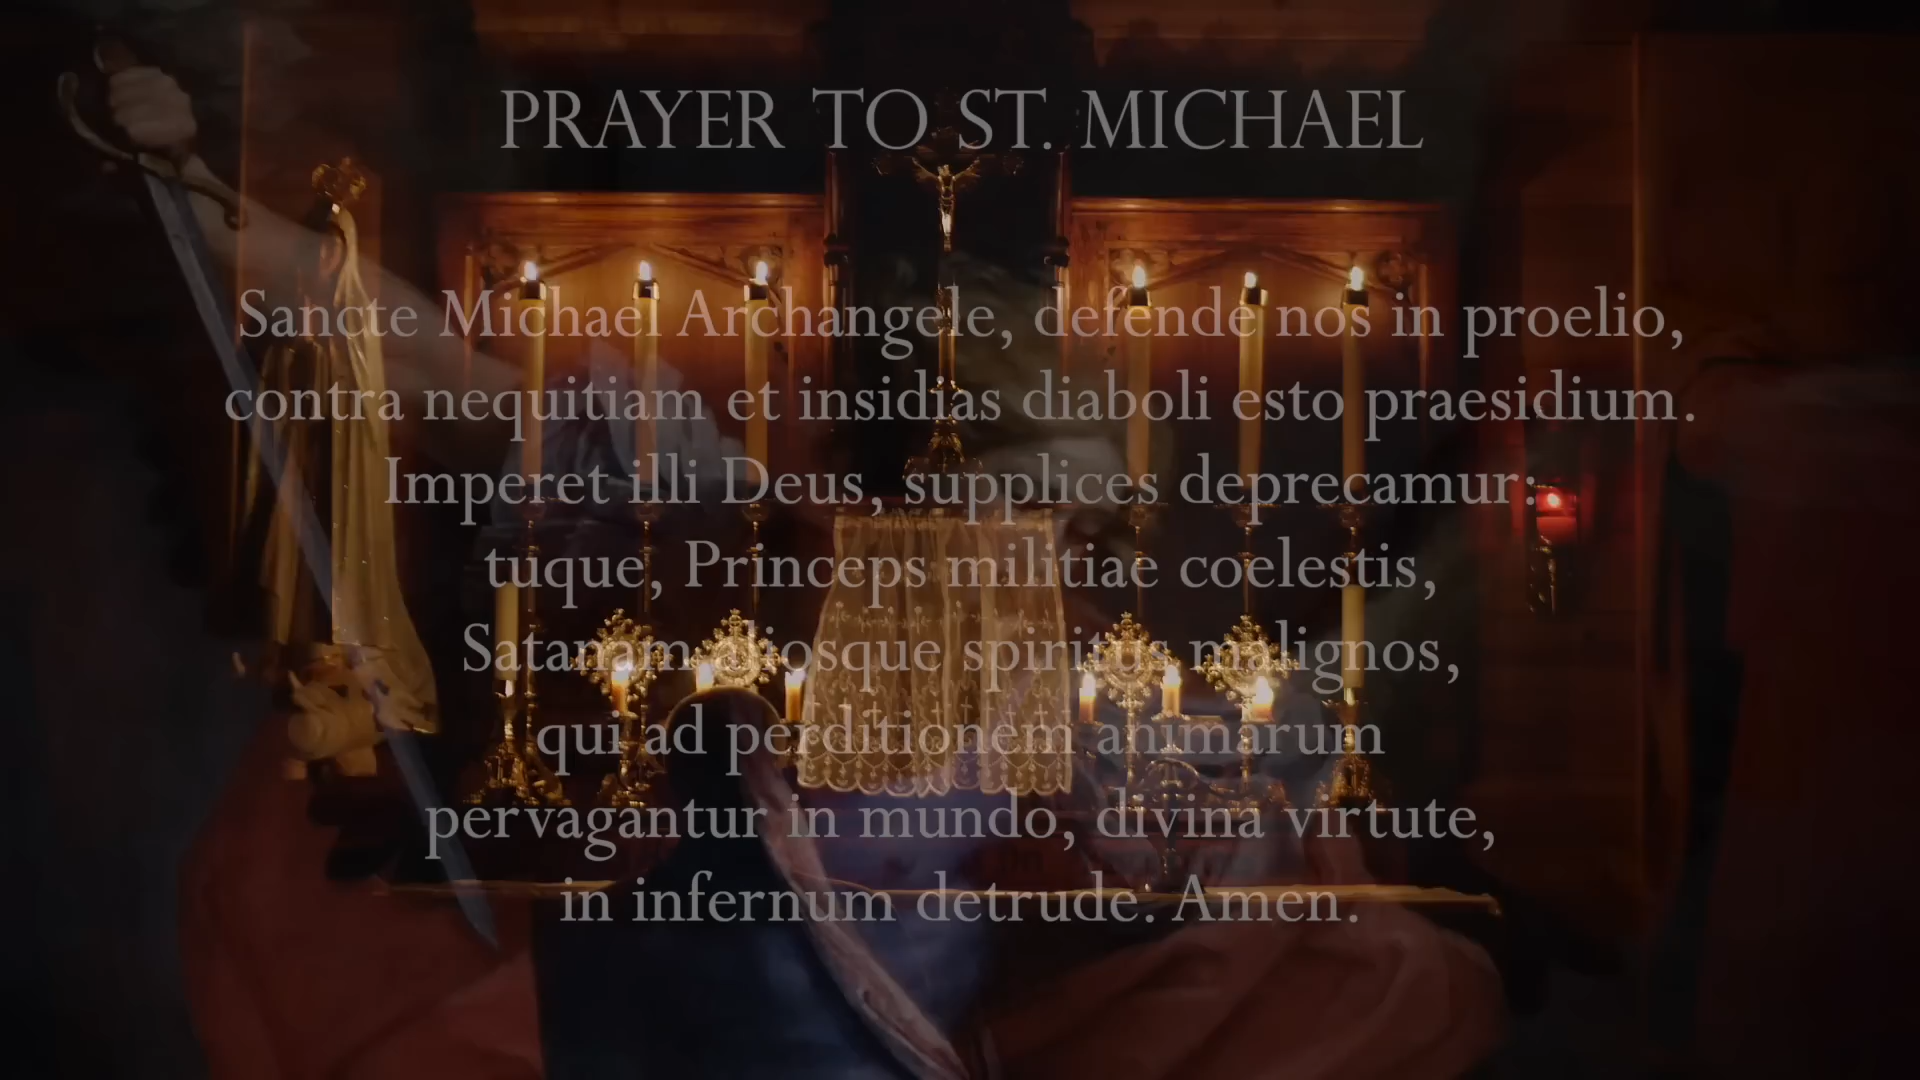 PRAYER TO ST. MICHAEL
Sancte Michael Archangele, defende nos in proelio,
contra nequitiam et insidias diaboli esto praesidium.
Imperet illi Deus, supplices deprecamur:
tuque, Princeps militiae coelestis,
Satanam aliosque spiritus malignos,
qui ad perditionem animarum
pervagantur in mundo, divina virtute,
in infernum detrude. Amen.